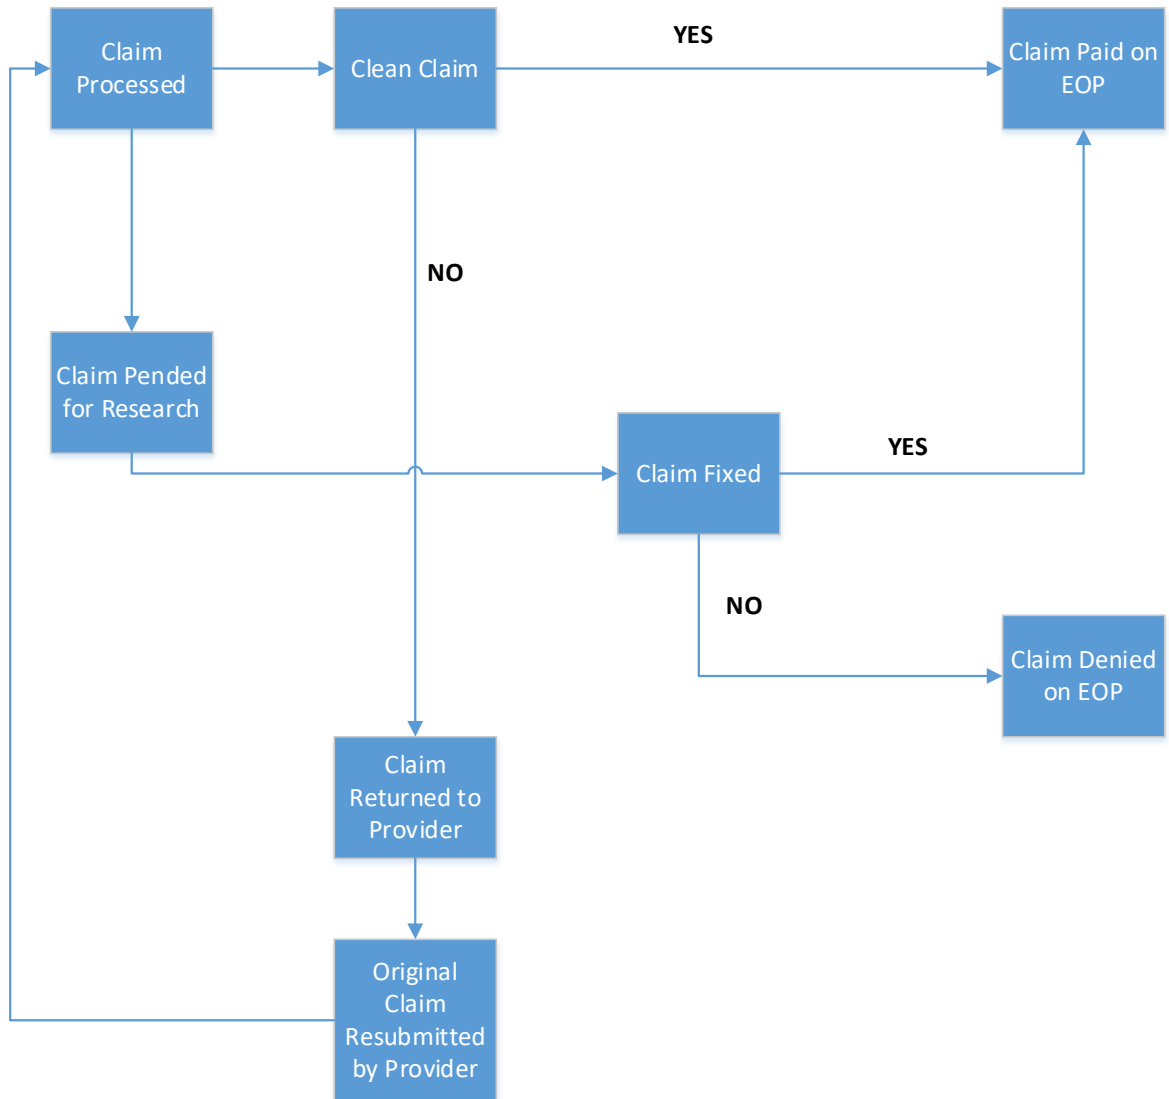 Claim
Processed
Clean Claim
YES
Claim Paid on
EOP
NO
Claim Pended
for Research
Claim Fixed
YES
NO
Claim Denied
on EOP
Claim
Returned to
Provider
Original
Claim
Resubmitted
by Provider